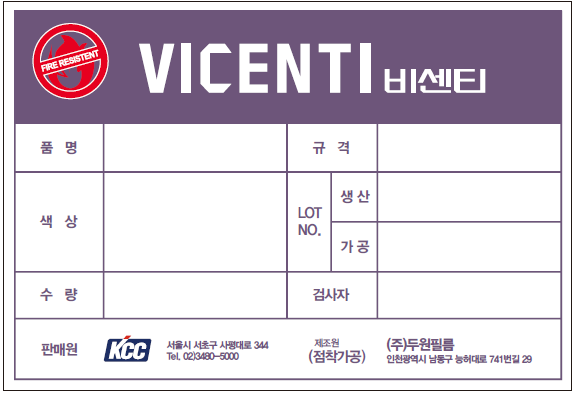 FIRE RESISTENT
VICENTI 비센티
품 명
규 격
색 상
LOT
NO.
생 산
가 공
수 량
검사자
판매원
KCC
서울시 서초구 사평대로 344
Tel. 02)3480-5000
제조원
(점착가공)
(주)두원필름
인천광역시 남동구 능허대로 741번길 29